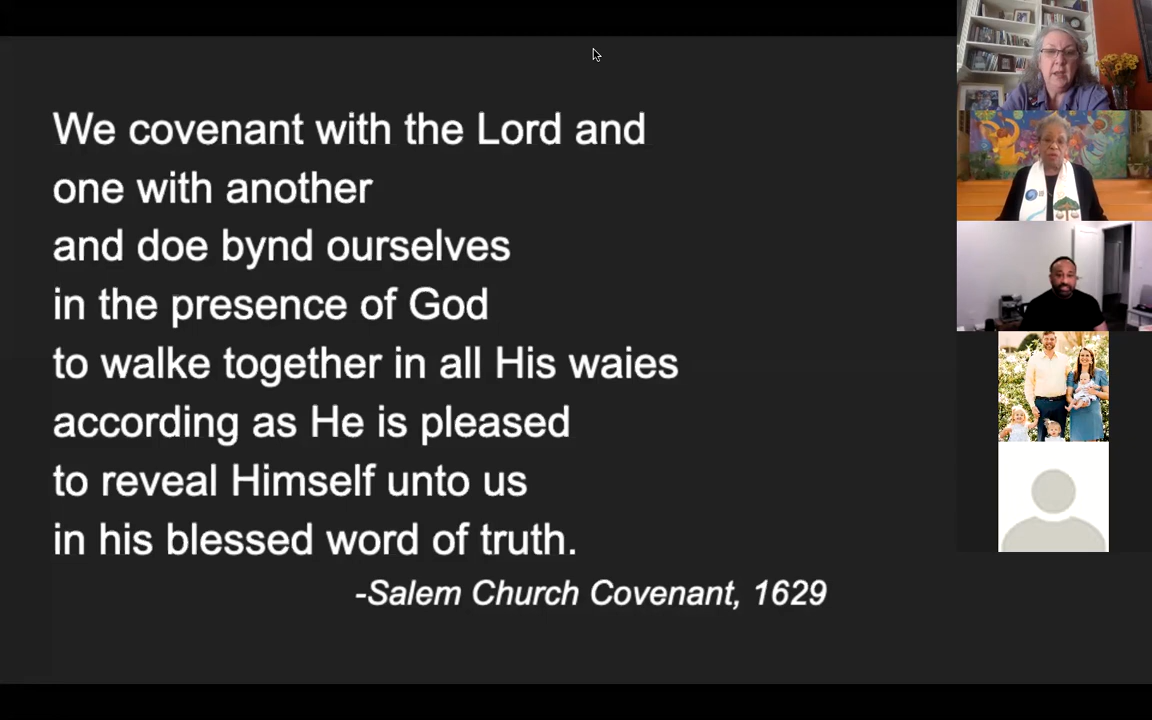 We covenant with the Lord and
one with another
and doe bynd ourselves
in the presence of God
to walke together in all His waies
according as He is pleased
to reveal Himself unto us
in his blessed word of truth.
-Salem Church Covenant, 1629